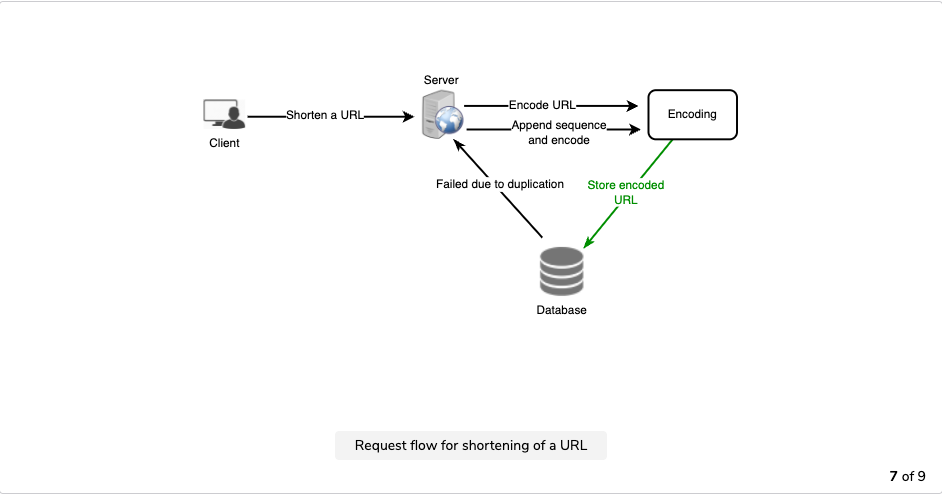 Server
Shorten a URL
Encode URL
Append sequence
and encode
Encoding
Client
Failed due to duplication
Store encoded
URL
Database
Request flow for shortening of a URL
7 of 9